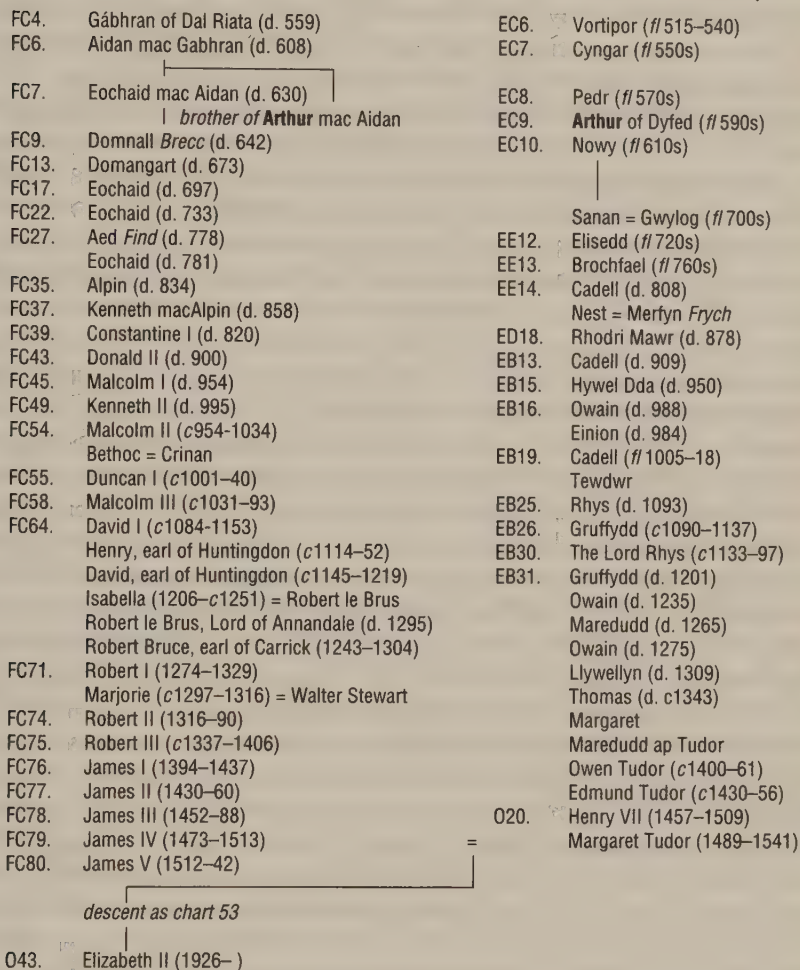 FC4. Gábhran of Dal Riata (d. 559)
FC6. Aidan mac Gabhran (d. 608)
FC7. Eochaid mac Aidan (d. 630)
brother of Arthur mac Aidan
FC9. Domnall Brecc (d. 642)
FC13. Domangart (d. 673)
FC17. Eochaid (d. 697)
FC22. Eochaid (d. 733)
FC27. Aed Find (d. 778)
Eochaid (d. 781)
FC35. Alpin (d. 834)
FC37. Kenneth macAlpin (d. 858)
FC39. Constantine I (d. 820)
FC43. Donald II (d. 900)
FC45. Malcolm I (d. 954)
FC49. Kenneth II (d. 995)
FC54. Malcolm II (c954-1034)
Bethoc = Crinan
FC55. Duncan I (c1001–40)
FC58. Malcolm III (c1031–93)
FC64. David I (c1084-1153)
Henry, earl of Huntingdon (c1114–52)
David, earl of Huntingdon (c1145–1219)
Isabella (1206–c1251) = Robert le Brus
Robert le Brus, Lord of Annandale (d. 1295)
Robert Bruce, earl of Carrick (1243–1304)
FC71. Robert I (1274–1329)
Marjorie (c1297–1316) = Walter Stewart
FC74. Robert II (1316–90)
FC75. Robert III (c1337–1406)
FC76. James I (1394–1437)
FC77. James II (1430–60)
FC78. James III (1452–88)
FC79. James IV (1473–1513) =
FC80. James V (1512–42)
descent as chart 53
O43. Elizabeth II (1926– )
EC6. Vortipor (fl 515–540)
EC7. Cyngar (fl 550s)
EC8. Pedr (fl 570s)
EC9. Arthur of Dyfed (fl 590s)
EC10. Nowy (fl 610s)
Sanan = Gwylog (fl 700s)
EE12. Elisedd (fl 720s)
EE13. Brochfael (fl 760s)
EE14. Cadell (d. 808)
Nest = Merfyn Frych
ED18. Rhodri Mawr (d. 878)
EB13. Cadell (d. 909)
EB15. Hywel Dda (d. 950)
EB16. Owain (d. 988)
Einion (d. 984)
EB19. Cadell (fl 1005–18)
Tewdwr
EB25. Rhys (d. 1093)
EB26. Gruffydd (c1090–1137)
EB30. The Lord Rhys (c1133–97)
EB31. Gruffydd (d. 1201)
Owain (d. 1235)
Maredudd (d. 1265)
Owain (d. 1275)
Llywellyn (d. 1309)
Thomas (d. c1343)
Margaret
Maredudd ap Tudor
Owen Tudor (c1400–61)
Edmund Tudor (c1430–56)
O20. Henry VII (1457–1509)
Margaret Tudor (1489–1541)